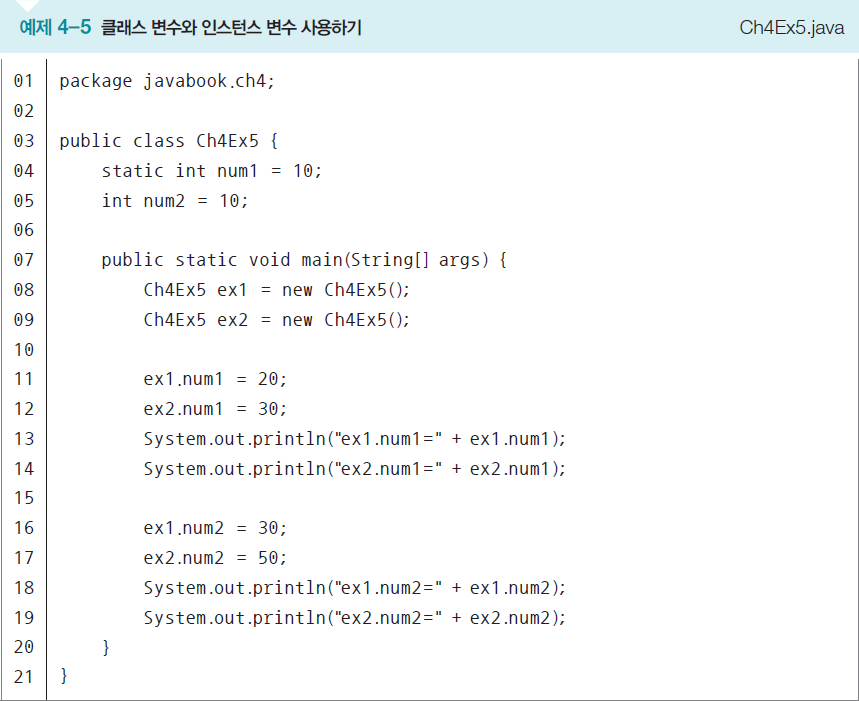 예제 4-5 클래스 변수와 인스턴스 변수 사용하기 Ch4Ex5.java
01 package javabook.ch4;
02
03 public class Ch4Ex5 {
04     static int num1 = 10;
05     int num2 = 10;
06
07     public static void main(String[] args) {
08         Ch4Ex5 ex1 = new Ch4Ex5();
09         Ch4Ex5 ex2 = new Ch4Ex5();
10
11         ex1.num1 = 20;
12         ex2.num1 = 30;
13         System.out.println("ex1.num1=" + ex1.num1);
14         System.out.println("ex2.num1=" + ex2.num1);
15
16         ex1.num2 = 30;
17         ex2.num2 = 50;
18         System.out.println("ex1.num2=" + ex1.num2);
19         System.out.println("ex2.num2=" + ex2.num2);
20     }
21 }